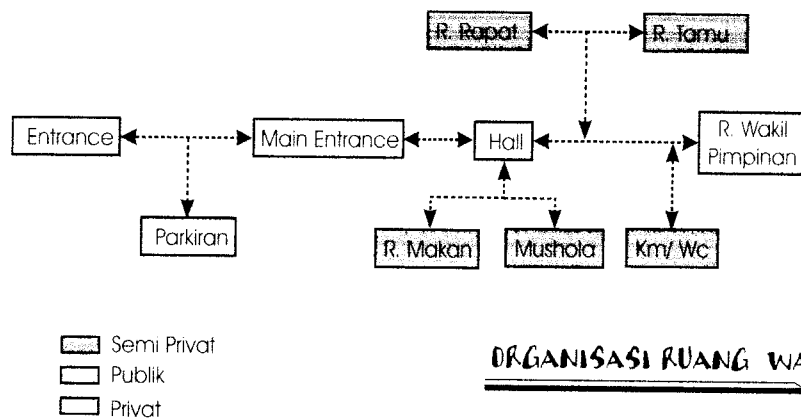 R. Rapat
R. Tamu
Entrance
Main Entrance
Hall
R. Wakil
Pimpinan
Parkiran
R. Makan
Mushola
Km/ Wc
Semi Privat
Publik
Privat
ORGANISASI RUANG WA